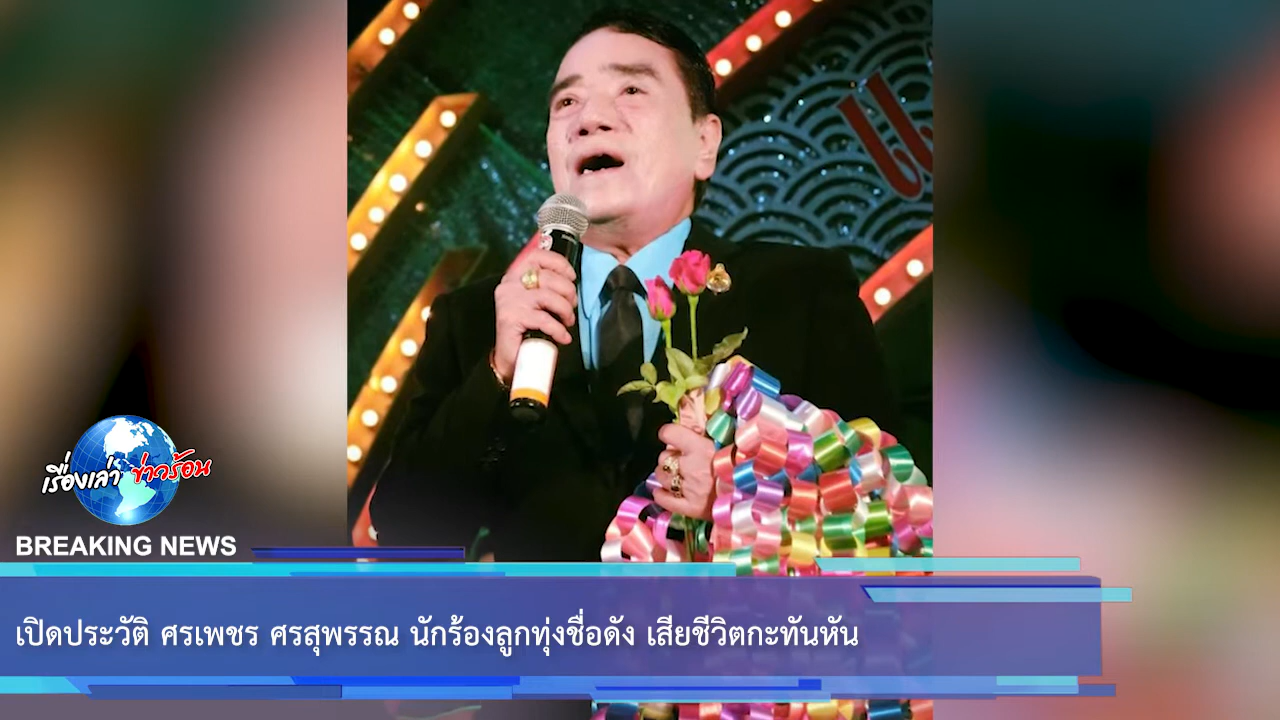 แ
เรื่องเล่า ข่าวร้อน
BREAKING NEWS
เปิดประวัติ ศรเพชร ศรสุพรรณ นักร้องลูกทุ่งชื่อดัง เสียชีวิตกะทันหัน